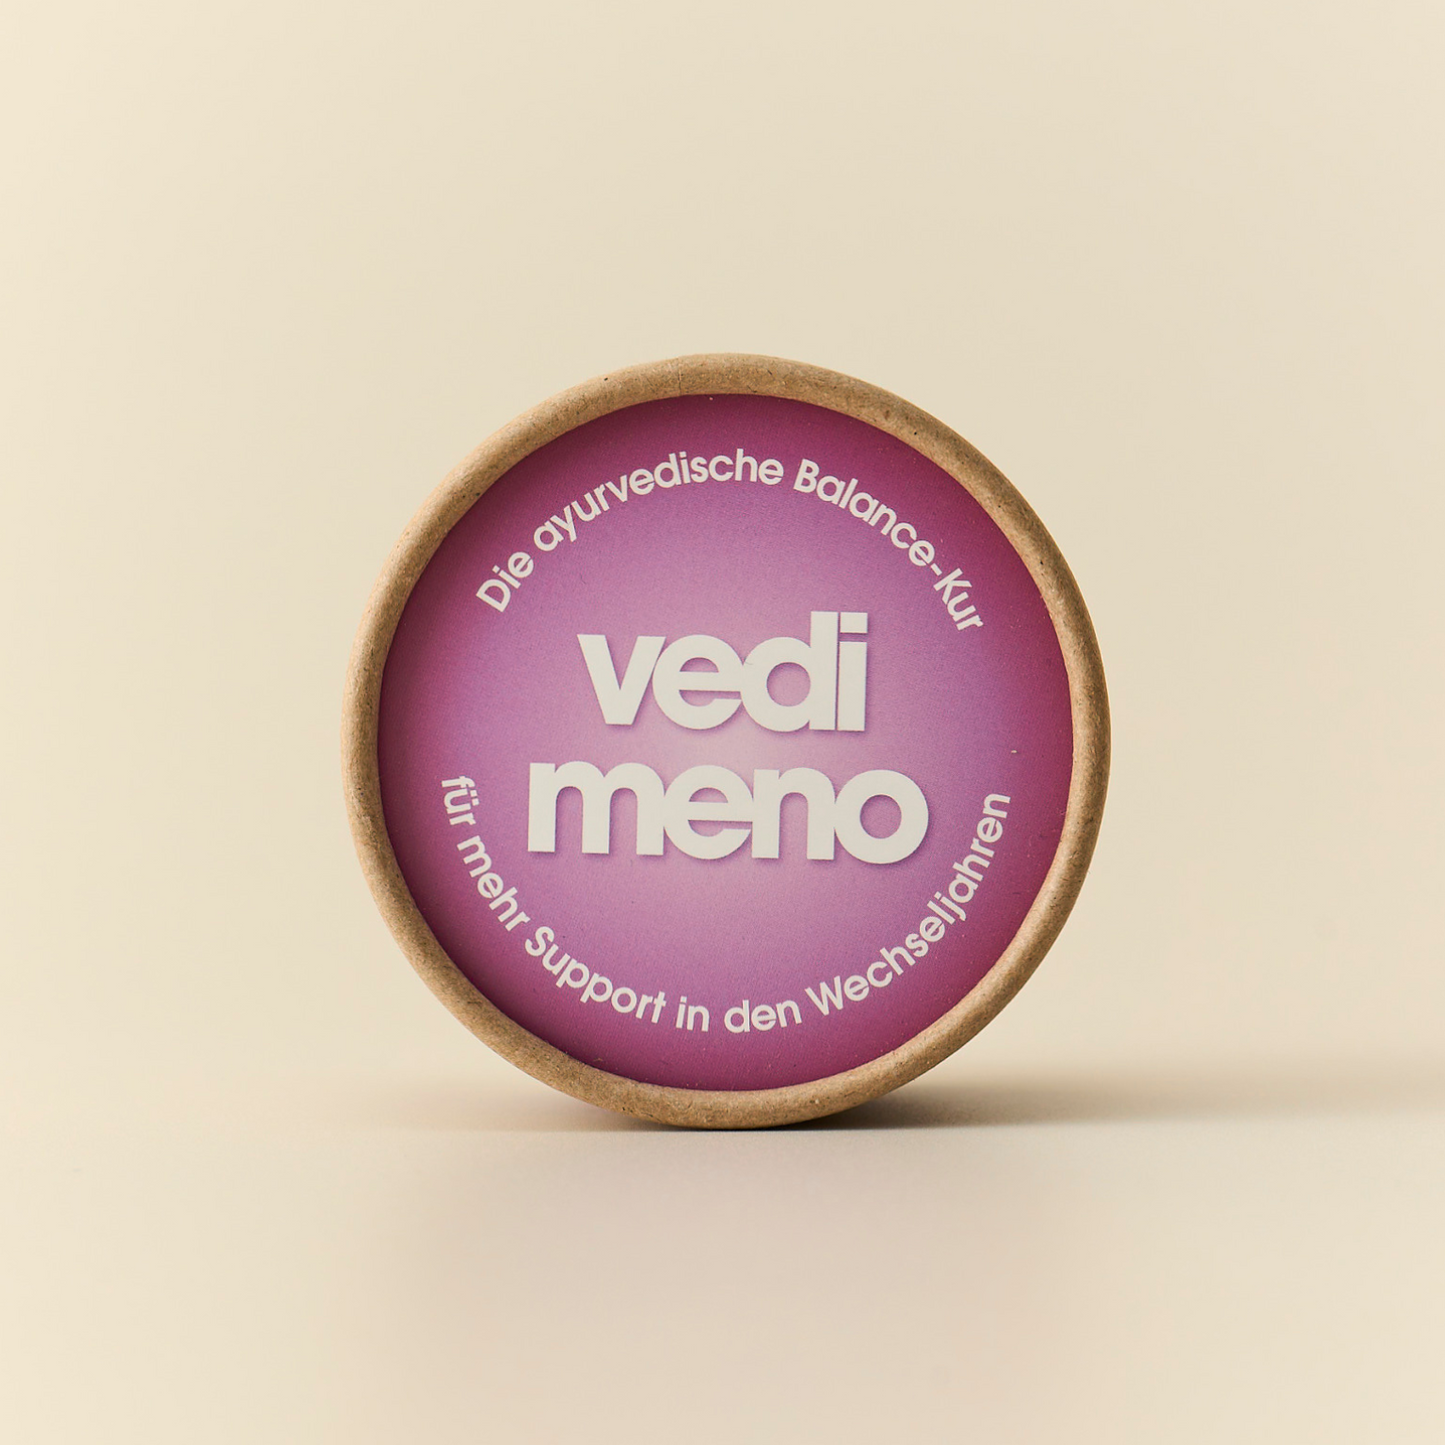 Die ayurvedische Balance-Kur
vedi
meno
für mehr Support in den Wechseljahren